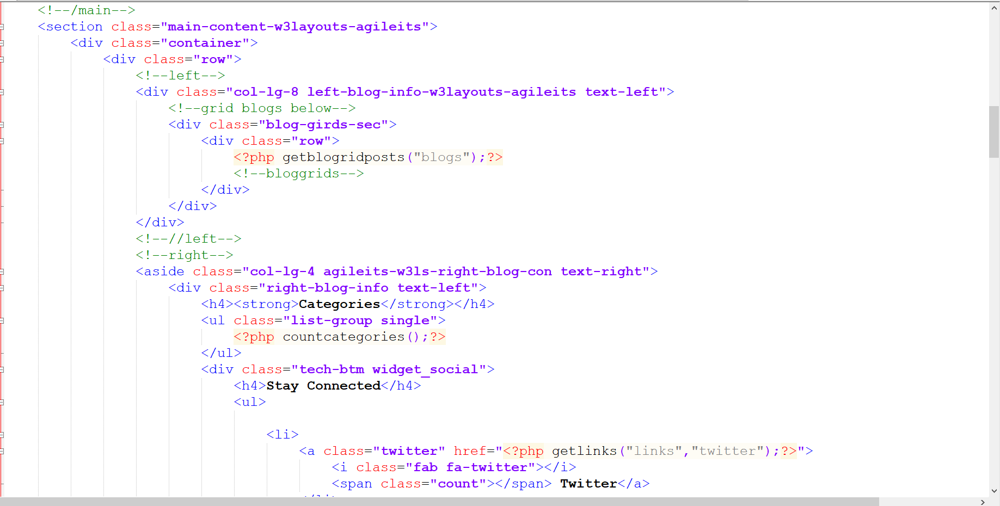 <!--/main-->
<section class="main-content-w3layouts-agileits">
<div class="container">
<div class="row">
<!--left-->
<div class="col-lg-8 left-blog-info-w3layouts-agileits text-left">
<!--grid blogs below-->
<div class="blog-girds-sec">
<div class="row">
<?php getblogridposts("blogs");?>
<!--bloggrids-->
</div>
</div>
</div>
<!--//left-->
<!--right-->
<aside class="col-lg-4 agileits-w3ls-right-blog-con text-right">
<div class="right-blog-info text-left">
<h4><strong>Categories</strong></h4>
<ul class="list-group single">
<?php countcategories();?>
</ul>
<div class="tech-btm widget_social">
<h4>Stay Connected</h4>
<ul>
<li>
<a class="twitter" href="<?php getlinks("links","twitter");?>">
<i class="fab fa-twitter"></i>
<span class="count"></span> Twitter</a>